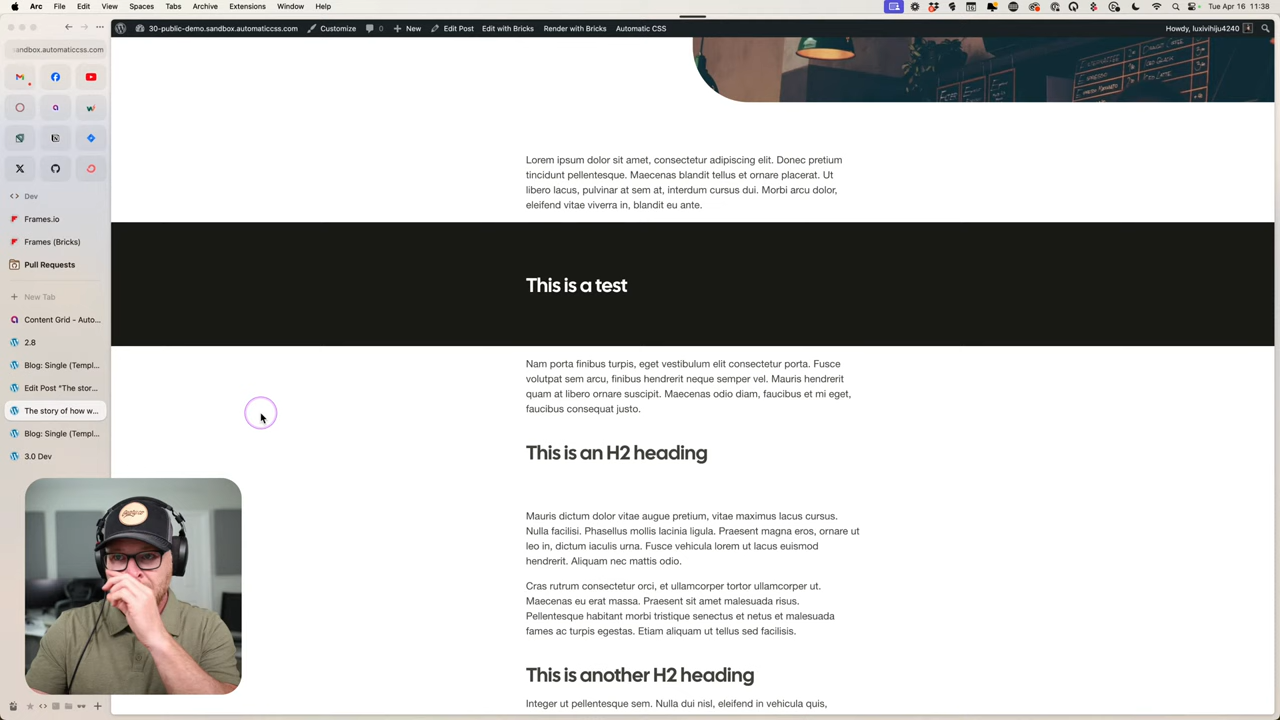 Arc File Edit View Spaces Tabs Archive Extensions Window Help
Tue Apr 16 11:38
30-public-demo.sandbox.automaticcss.com Customize 0 New Edit Post Edit with Bricks Render with Bricks Automatic CSS
Howdy, luxivihiju4240
andbox.automaticcss.com
Dev
Frames.io
Frames (Bricks)
Pull Requests
New Tab
Content Grid - Auto...
2.8
Blog: Single (Templ...
Edit Post “The stor...
The story of how w...
Blog: Single (Templ...
3.0 Dev
Lorem ipsum dolor sit amet, consectetur adipiscing elit. Donec pretium
tincidunt pellentesque. Maecenas blandit tellus et ornare placerat. Ut
libero lacus, pulvinar at sem at, interdum cursus dui. Morbi arcu dolor,
eleifend vitae viverra in, blandit eu ante.
This is a test
Nam porta finibus turpis, eget vestibulum elit consectetur porta. Fusce
volutpat sem arcu, finibus hendrerit neque semper vel. Mauris hendrerit
quam at libero ornare suscipit. Maecenas odio diam, faucibus et mi eget,
faucibus consequat justo.
This is an H2 heading
Mauris dictum dolor vitae augue pretium, vitae maximus lacus cursus.
Nulla facilisi. Phasellus mollis lacinia ligula. Praesent magna eros, ornare ut
leo in, dictum iaculis urna. Fusce vehicula lorem ut lacus euismod
hendrerit. Aliquam nec mattis odio.
Cras rutrum consectetur orci, et ullamcorper tortor ullamcorper ut.
Maecenas eu erat massa. Praesent sit amet malesuada risus.
Pellentesque habitant morbi tristique senectus et netus et malesuada
fames ac turpis egestas. Etiam aliquam ut tellus sed facilisis.
This is another H2 heading
Integer ut pellentesque sem. Nulla dui nisl, eleifend in vehicula quis,